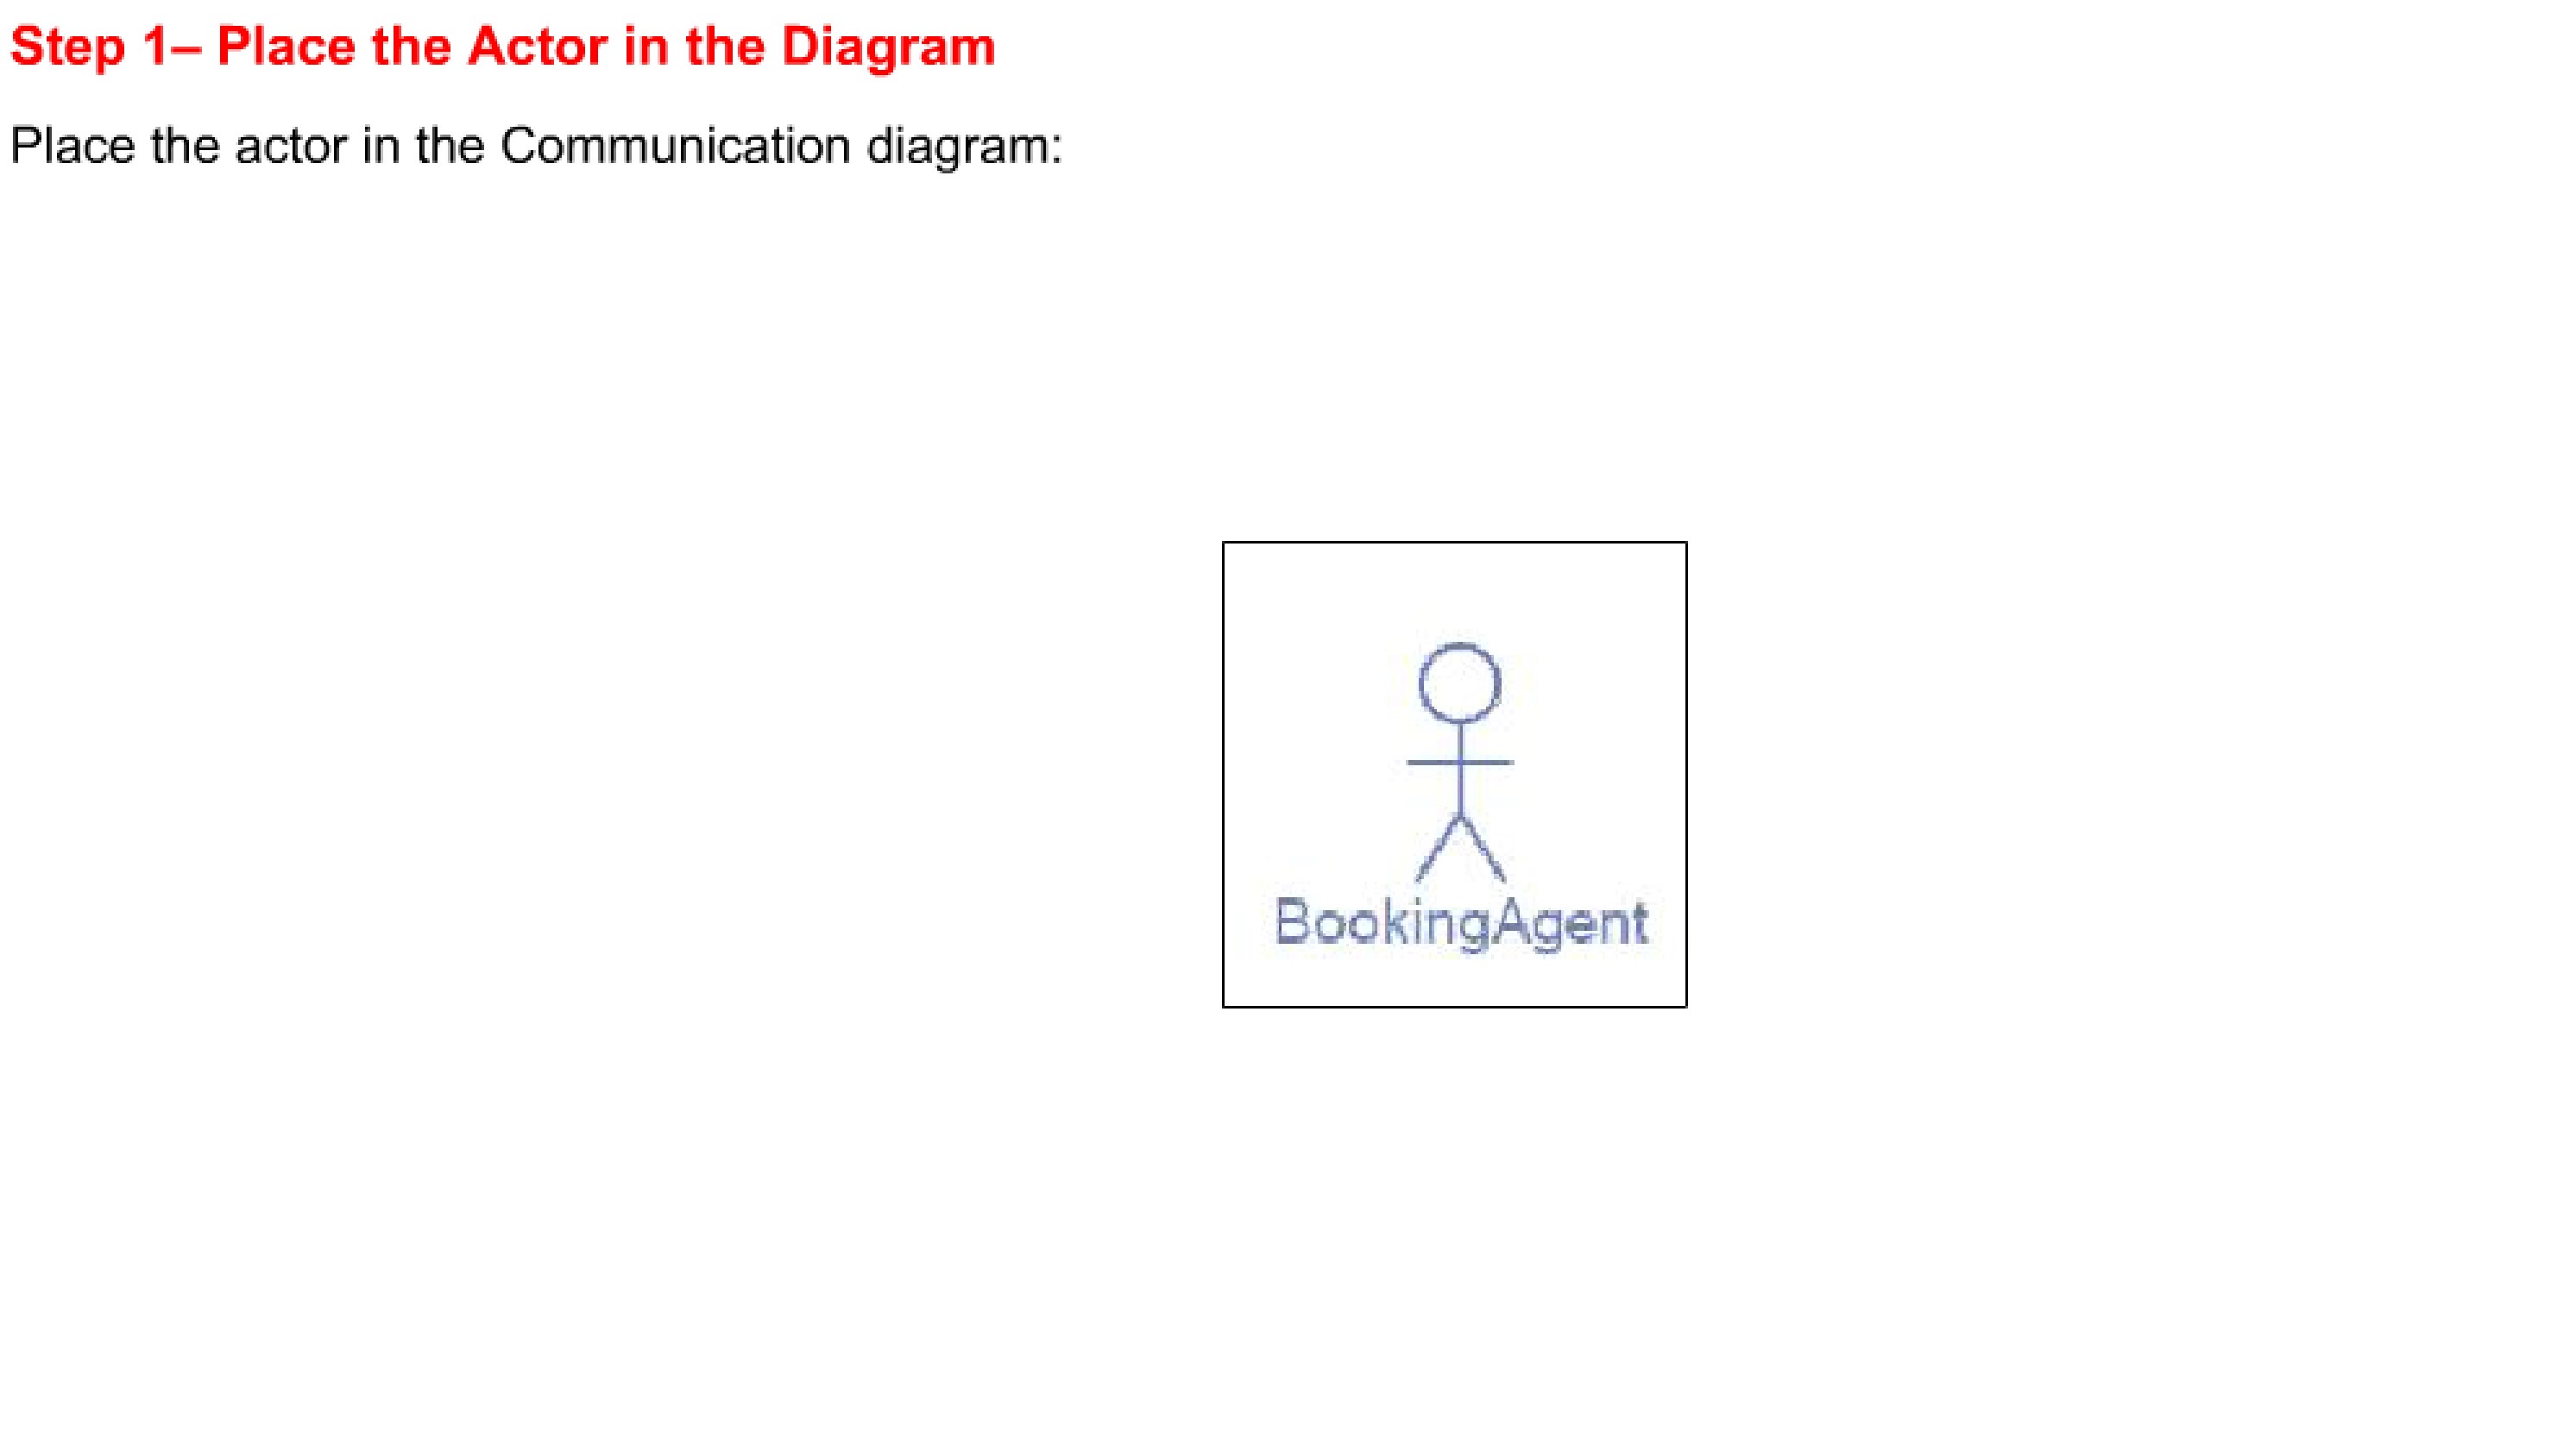 Step 1– Place the Actor in the Diagram
Place the actor in the Communication diagram:
BookingAgent